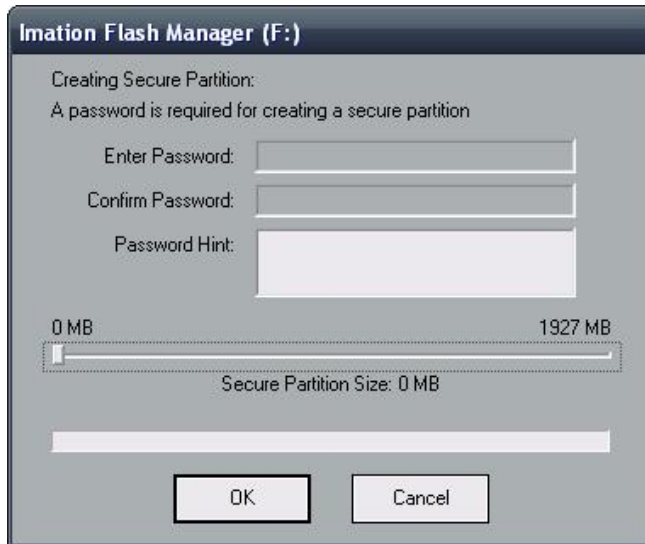 Imation Flash Manager (F:)
Creating Secure Partition:
A password is required for creating a secure partition
Enter Password:
Confirm Password:
Password Hint:
0 MB 1927 MB
Secure Partition Size: 0 MB
OK Cancel